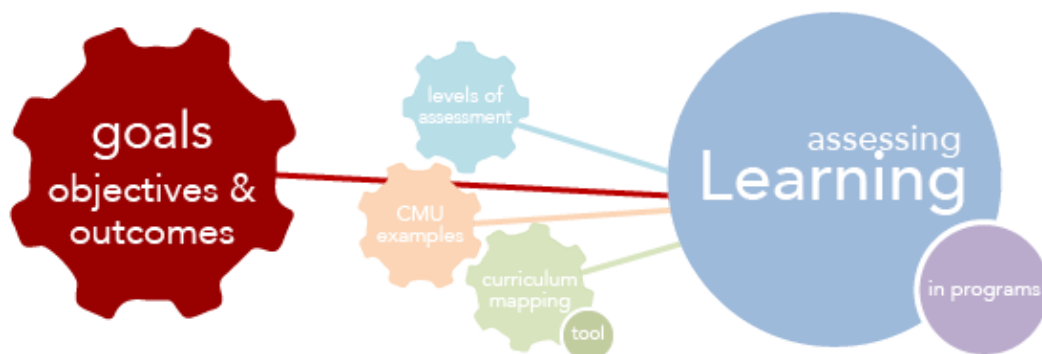 goals
objectives &
outcomes
levels of
assessment
CMU
examples
curriculum
mapping
tool
assessing
Learning
in programs